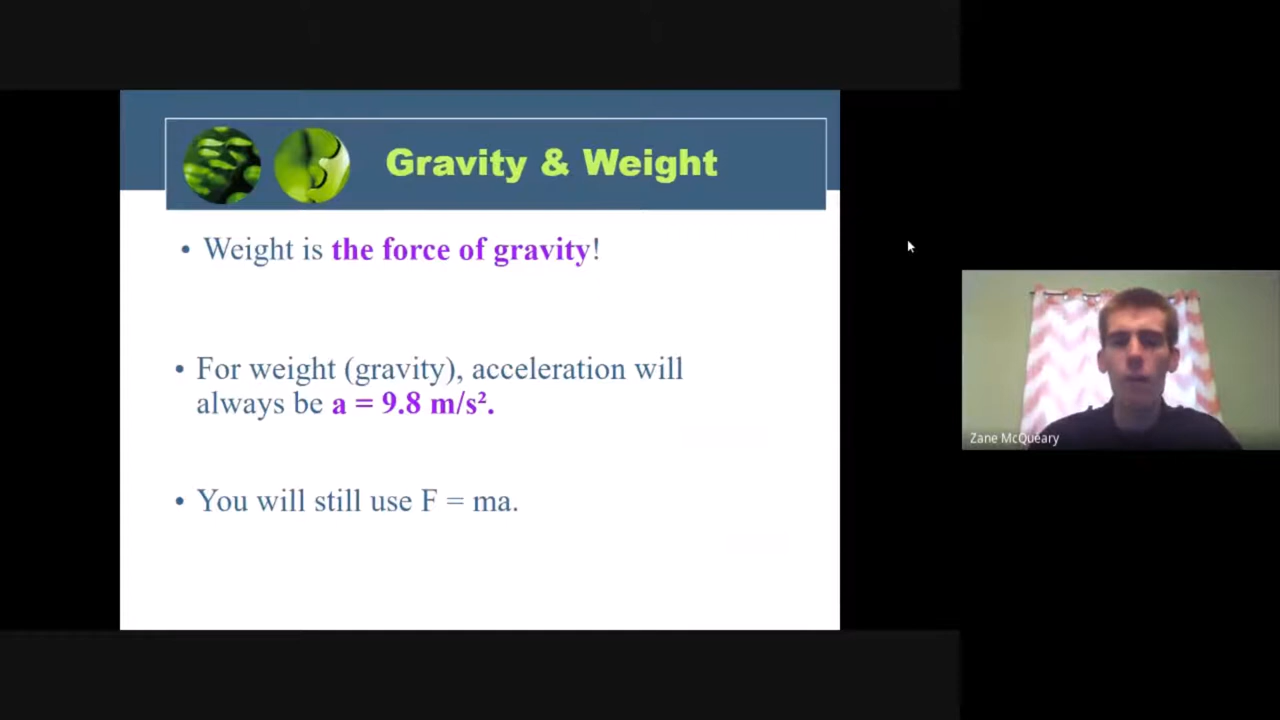 Gravity & Weight
• Weight is the force of gravity!
• For weight (gravity), acceleration will
always be a = 9.8 m/s².
• You will still use F = ma.
Zane McQueary